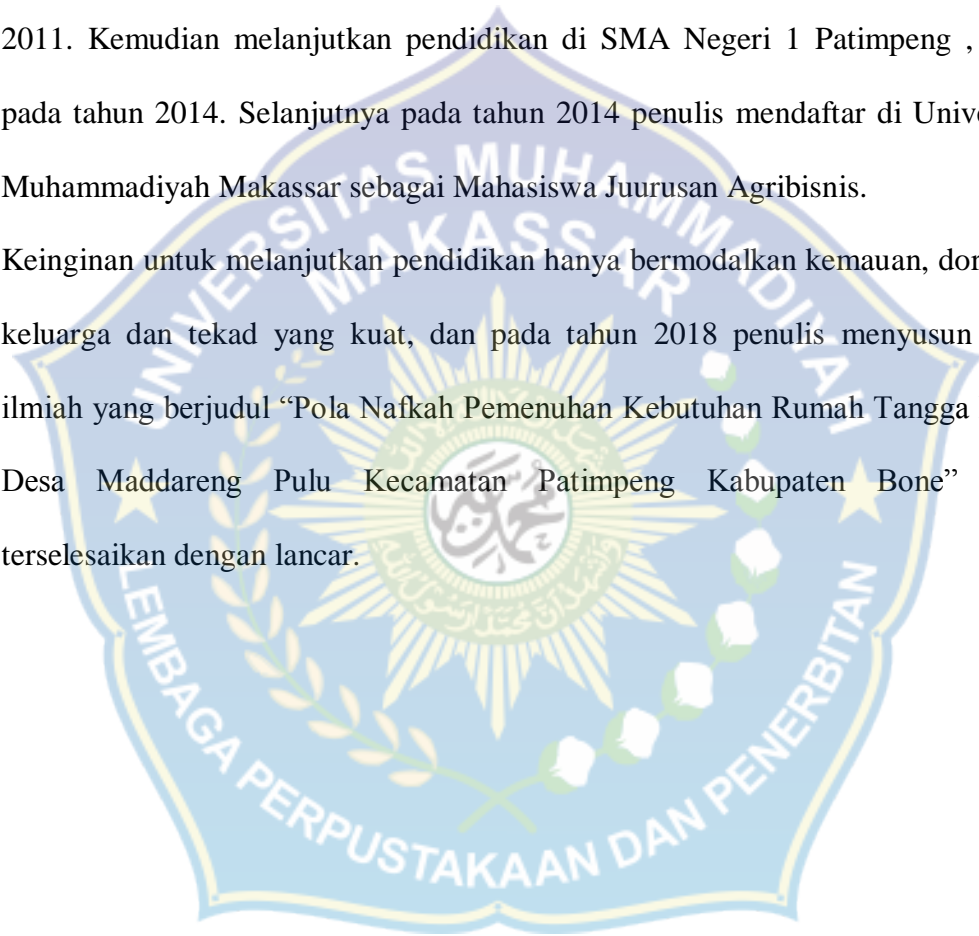 2011. Kemudian melanjutkan pendidikan di SMA Negeri 1 Patimpeng ,
pada tahun 2014. Selanjutnya pada tahun 2014 penulis mendaftar di
Muhammadiyah Makassar sebagai Mahasiswa Juurusan Agribisnis.
Keinginan untuk melanjutkan pendidikan hanya bermodalkan kemauan,
keluarga dan tekad yang kuat, dan pada tahun 2018 penulis menyusun
ilmiah yang berjudul “Pola Nafkah Pemenuhan Kebutuhan Rumah Tangga
Desa Maddareng Pulu Kecamatan Patimpeng Kabupaten Bone”
terselesaikan dengan lancar.
UNIVERSITAS MUHAMMADIYAH
MAKASSAR
LEMBAGA PERPUSTAKAAN DAN PENERBITAN